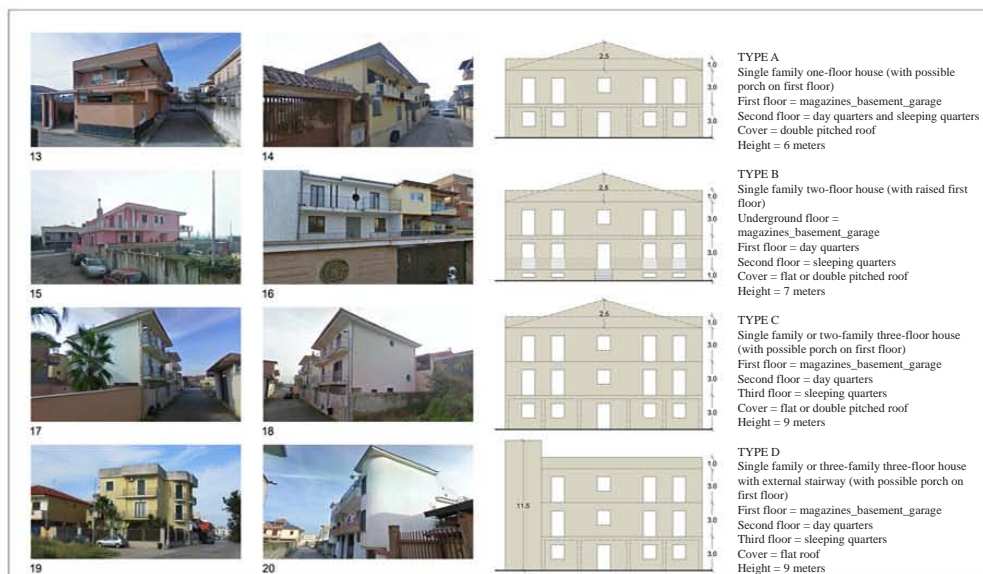 13
14
2.5
1.0
3.0
3.0
TYPE A
Single family one-floor house (with possible
porch on first floor)
First floor = magazines_basement_garage
Second floor = day quarters and sleeping quarters
Cover = double pitched roof
Height = 6 meters
15
16
2.5
1.0
3.0
3.0
1.0
TYPE B
Single family two-floor house (with raised first
floor)
Underground floor =
magazines_basement_garage
First floor = day quarters
Second floor = sleeping quarters
Cover = flat or double pitched roof
Height = 7 meters
17
18
2.5
1.0
3.0
3.0
3.0
TYPE C
Single family or two-family three-floor house
(with possible porch on first floor)
First floor = magazines_basement_garage
Second floor = day quarters
Third floor = sleeping quarters
Cover = flat or double pitched roof
Height = 9 meters
19
20
11.5
1.0
3.0
3.0
3.0
TYPE D
Single family or three-family three-floor house
with external stairway (with possible porch on
first floor)
First floor = magazines_basement_garage
Second floor = day quarters
Third floor = sleeping quarters
Cover = flat roof
Height = 9 meters